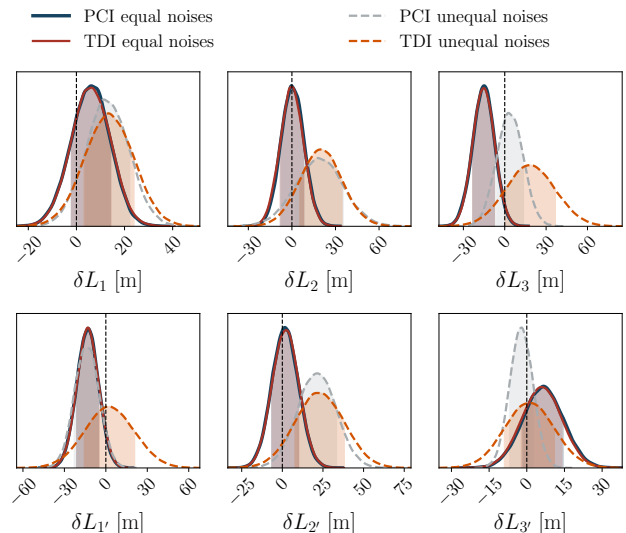 PCI equal noises PCI unequal noises
TDI equal noises TDI unequal noises
−20 0 20 40 −30 0 30 60 −30 0 30 60
δL₁ [m] δL₂ [m] δL₃ [m]
−60 −30 0 30 60 −25 0 25 50 75 −30 −15 0 15 30
δL₁′ [m] δL₂′ [m] δL₃′ [m]